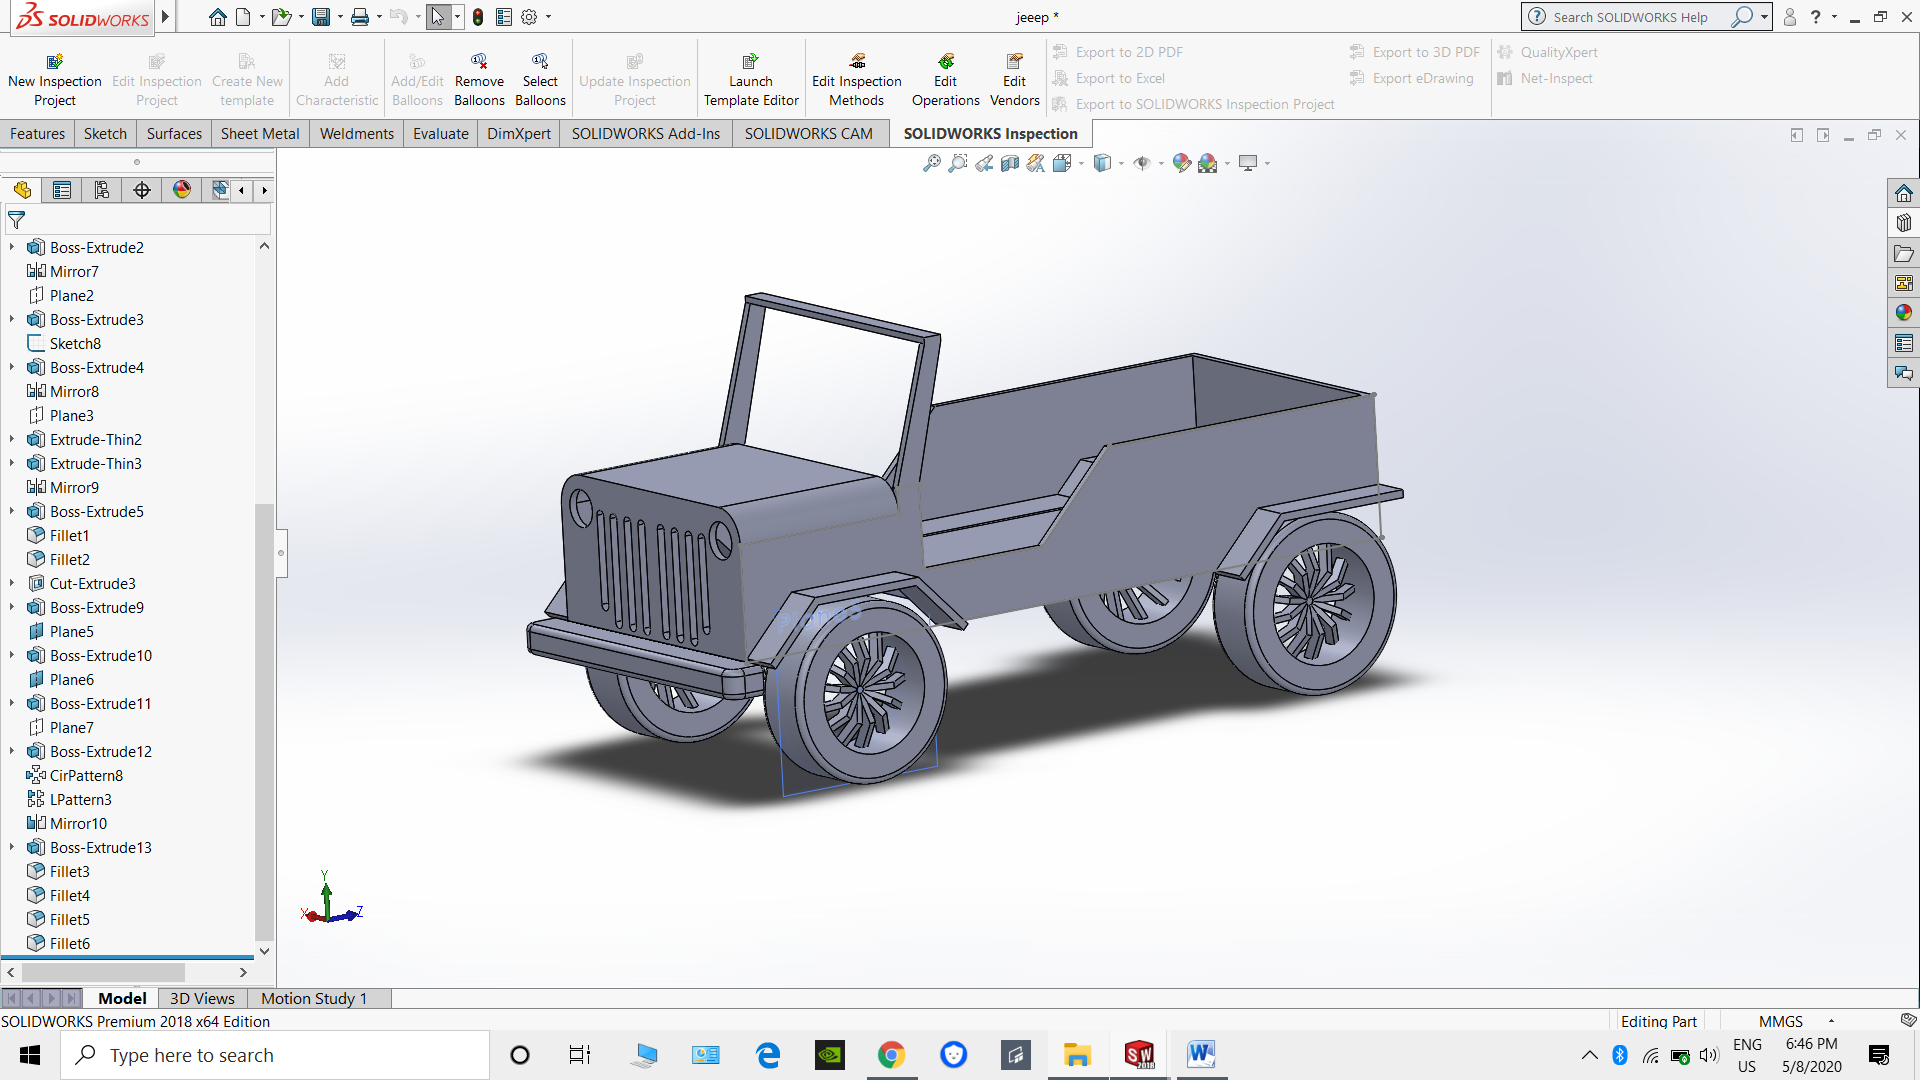 SOLIDWORKS
jeeep *
Search SOLIDWORKS Help
New Inspection
Project
Edit Inspection
Project
Create New
template
Add
Characteristic
Add/Edit
Balloons
Remove
Balloons
Select
Balloons
Update Inspection
Project
Launch
Template Editor
Edit Inspection
Methods
Edit
Operations
Edit
Vendors
Export to 2D PDF
Export to Excel
Export to SOLIDWORKS Inspection Project
Export to 3D PDF
Export eDrawing
QualityXpert
Net-Inspect
Features
Sketch
Surfaces
Sheet Metal
Weldments
Evaluate
DimXpert
SOLIDWORKS Add-Ins
SOLIDWORKS CAM
SOLIDWORKS Inspection
Boss-Extrude2
Mirror7
Plane2
Boss-Extrude3
Sketch8
Boss-Extrude4
Mirror8
Plane3
Extrude-Thin2
Extrude-Thin3
Mirror9
Boss-Extrude5
Fillet1
Fillet2
Cut-Extrude3
Boss-Extrude9
Plane5
Boss-Extrude10
Plane6
Boss-Extrude11
Plane7
Boss-Extrude12
CirPattern8
LPattern3
Mirror10
Boss-Extrude13
Fillet3
Fillet4
Fillet5
Fillet6
Y
X
Z
Model
3D Views
Motion Study 1
SOLIDWORKS Premium 2018 x64 Edition
Editing Part
MMGS
Type here to search
SW
2018
W
ENG
US
6:46 PM
5/8/2020